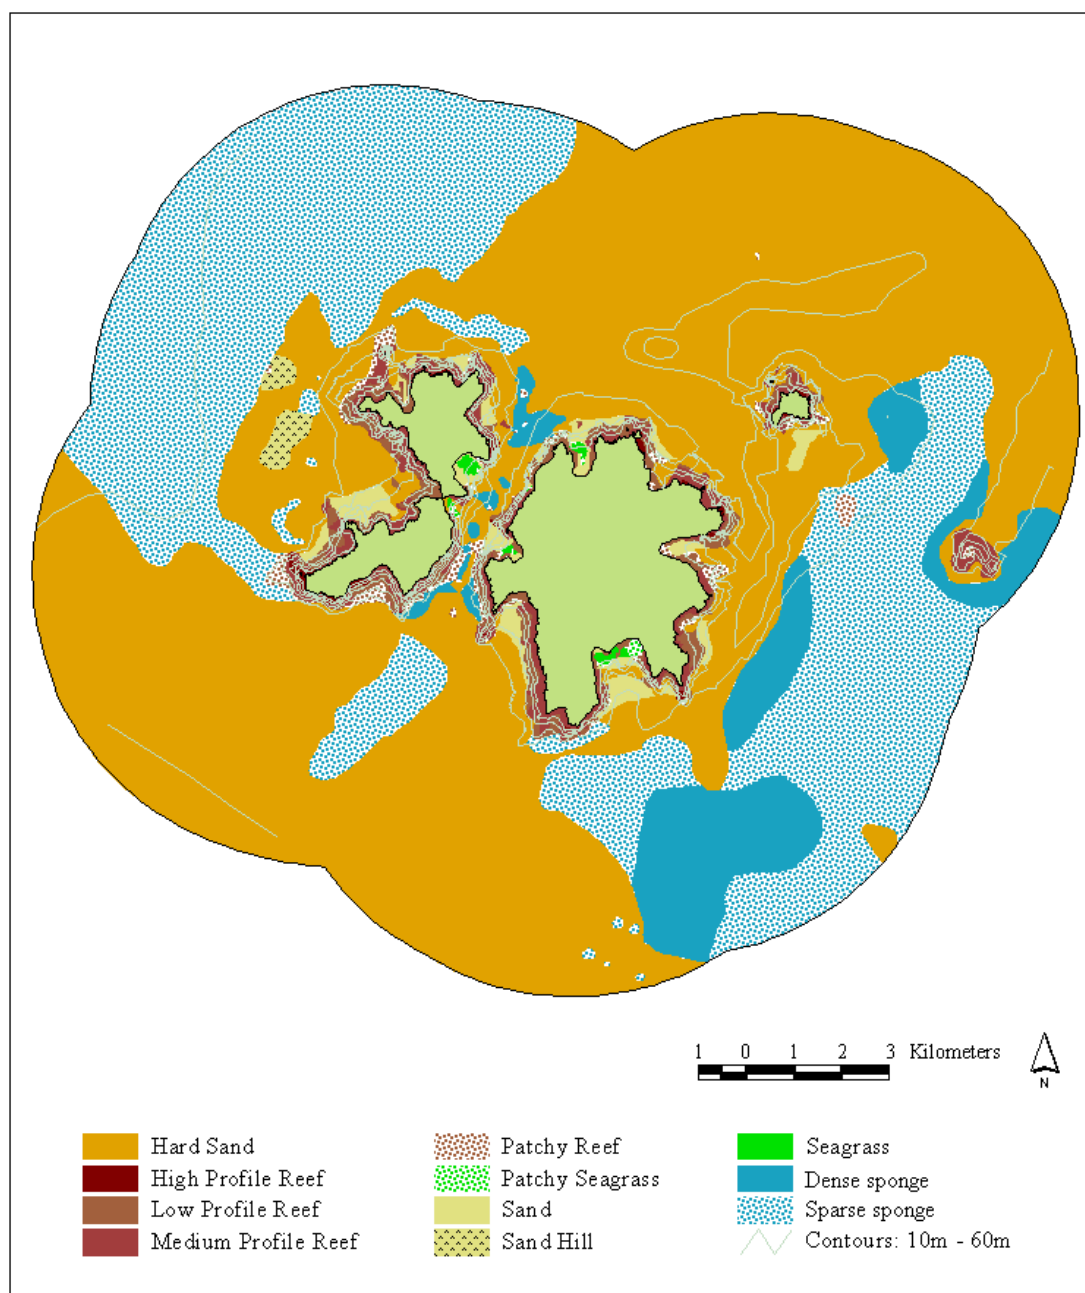 1 0 1 2 3 Kilometers
N
Hard Sand
High Profile Reef
Low Profile Reef
Medium Profile Reef
Patchy Reef
Patchy Seagrass
Sand
Sand Hill
Seagrass
Dense sponge
Sparse sponge
Contours: 10m - 60m